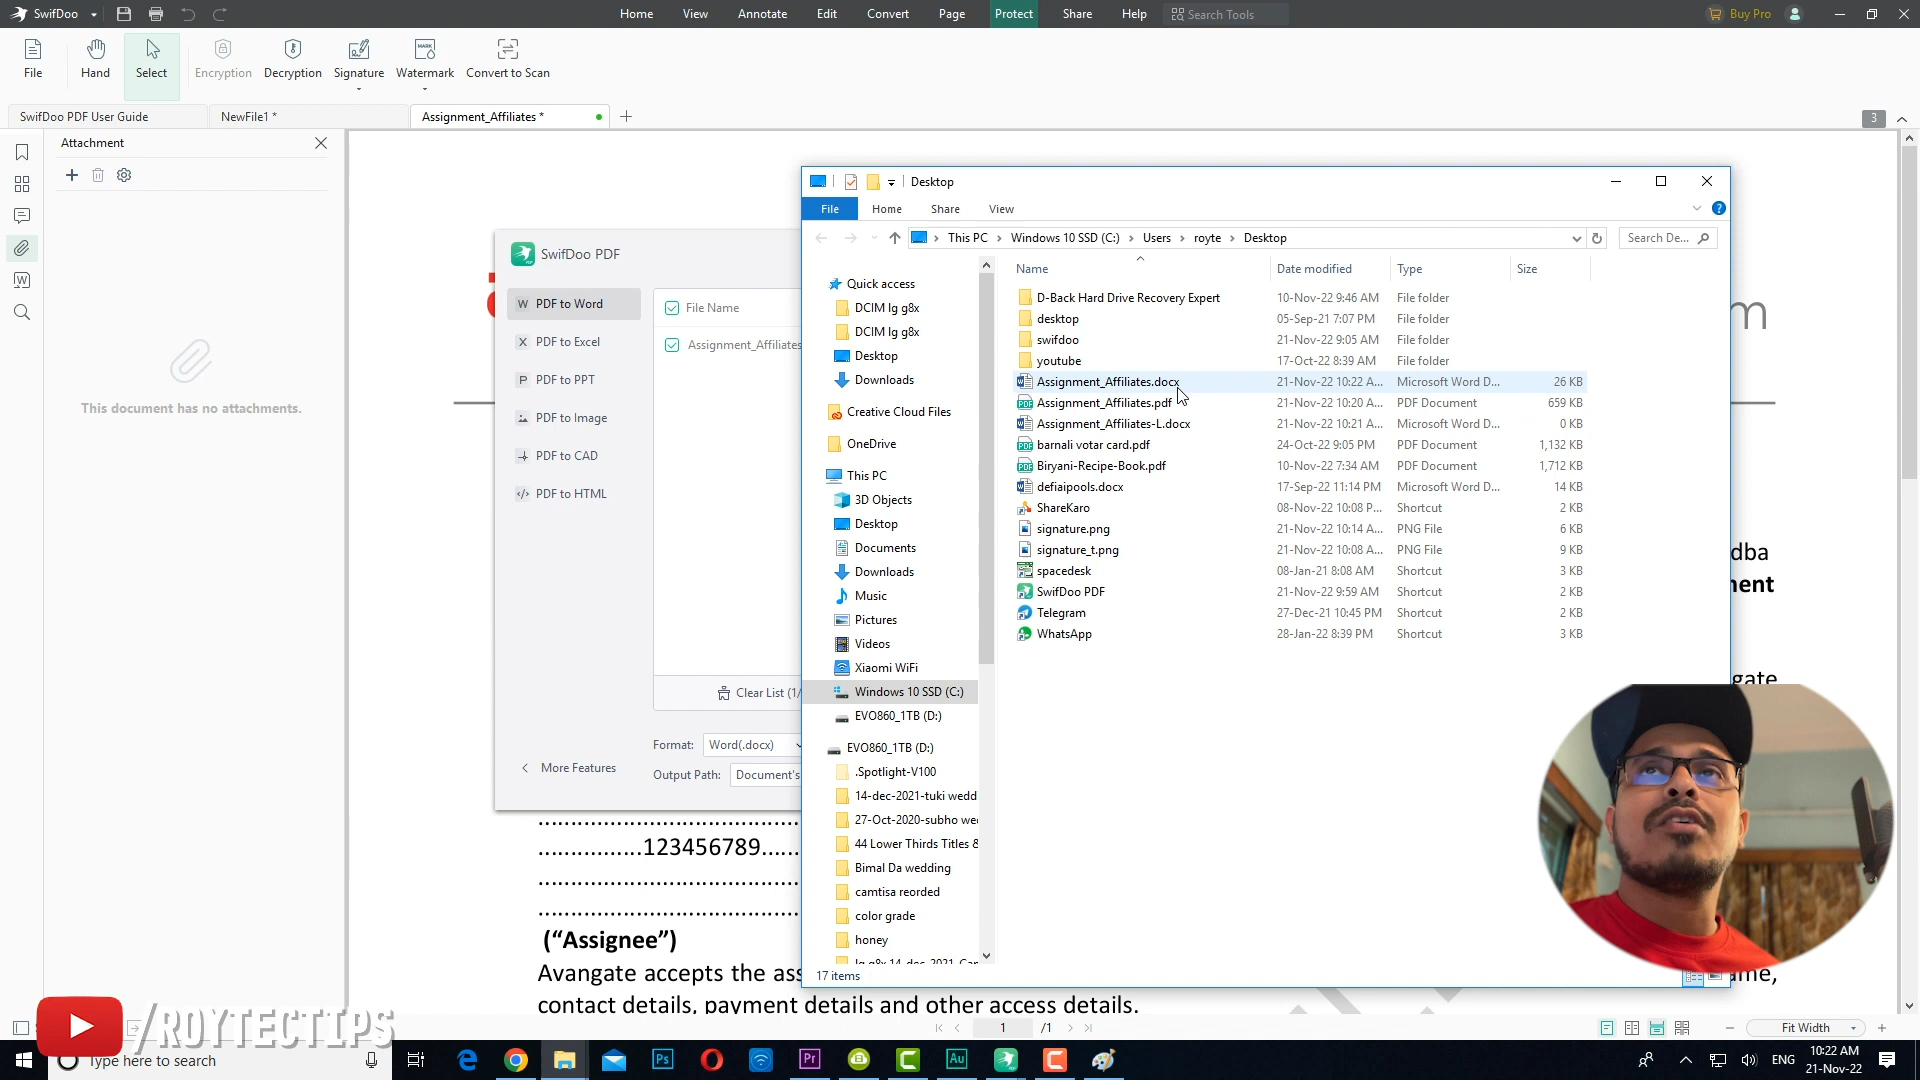 SwifDoo
Home View Annotate Edit Convert Page Protect Share Help Search Tools
Buy Pro
File Hand Select Encryption Decryption Signature Watermark Convert to Scan
SwifDoo PDF User Guide NewFile1 * Assignment_Affiliates *
3
Attachment
This document has no attachments.
SwifDoo PDF
PDF to Word
PDF to Excel
PDF to PPT
PDF to Image
PDF to CAD
PDF to HTML
More Features
File Name
Assignment_Affiliates
Clear List (1/
Format: Word(.docx)
Output Path: Document's
Desktop
File Home Share View
This PC Windows 10 SSD (C:) Users royte Desktop
Search De...
Quick access
DCIM lg g8x
DCIM lg g8x
Desktop
Downloads
Creative Cloud Files
OneDrive
This PC
3D Objects
Desktop
Documents
Downloads
Music
Pictures
Videos
Xiaomi WiFi
Windows 10 SSD (C:)
EVO860_1TB (D:)
EVO860_1TB (D:)
.Spotlight-V100
14-dec-2021-tuki wedd
27-Oct-2020-subho we
44 Lower Thirds Titles &
Bimal Da wedding
camtisa reorded
color grade
honey
Name Date modified Type Size
D-Back Hard Drive Recovery Expert 10-Nov-22 9:46 AM File folder
desktop 05-Sep-21 7:07 PM File folder
swifdoo 21-Nov-22 9:05 AM File folder
youtube 17-Oct-22 8:39 AM File folder
Assignment_Affiliates.docx 21-Nov-22 10:22 A... Microsoft Word D... 26 KB
Assignment_Affiliates.pdf 21-Nov-22 10:20 A... PDF Document 659 KB
Assignment_Affiliates-L.docx 21-Nov-22 10:21 A... Microsoft Word D... 0 KB
barnali votar card.pdf 24-Oct-22 9:05 PM PDF Document 1,132 KB
Biryani-Recipe-Book.pdf 10-Nov-22 7:34 AM PDF Document 1,712 KB
defiaipools.docx 17-Sep-22 11:14 PM Microsoft Word D... 14 KB
ShareKaro 08-Nov-22 10:08 P... Shortcut 2 KB
signature.png 21-Nov-22 10:14 A... PNG File 6 KB
signature_t.png 21-Nov-22 10:08 A... PNG File 9 KB
spacedesk 08-Jan-21 8:08 AM Shortcut 3 KB
SwifDoo PDF 21-Nov-22 9:59 AM Shortcut 2 KB
Telegram 27-Dec-21 10:45 PM Shortcut 2 KB
WhatsApp 28-Jan-22 8:39 PM Shortcut 3 KB
17 items
m
dba
nent
gate
...............123456789......
(“Assignee”)
Avangate accepts the ass
ame,
contact details, payment details and other access details.
/ROYTECTIPS
1 /1
Fit Width
Type here to search
ENG
10:22 AM
21-Nov-22